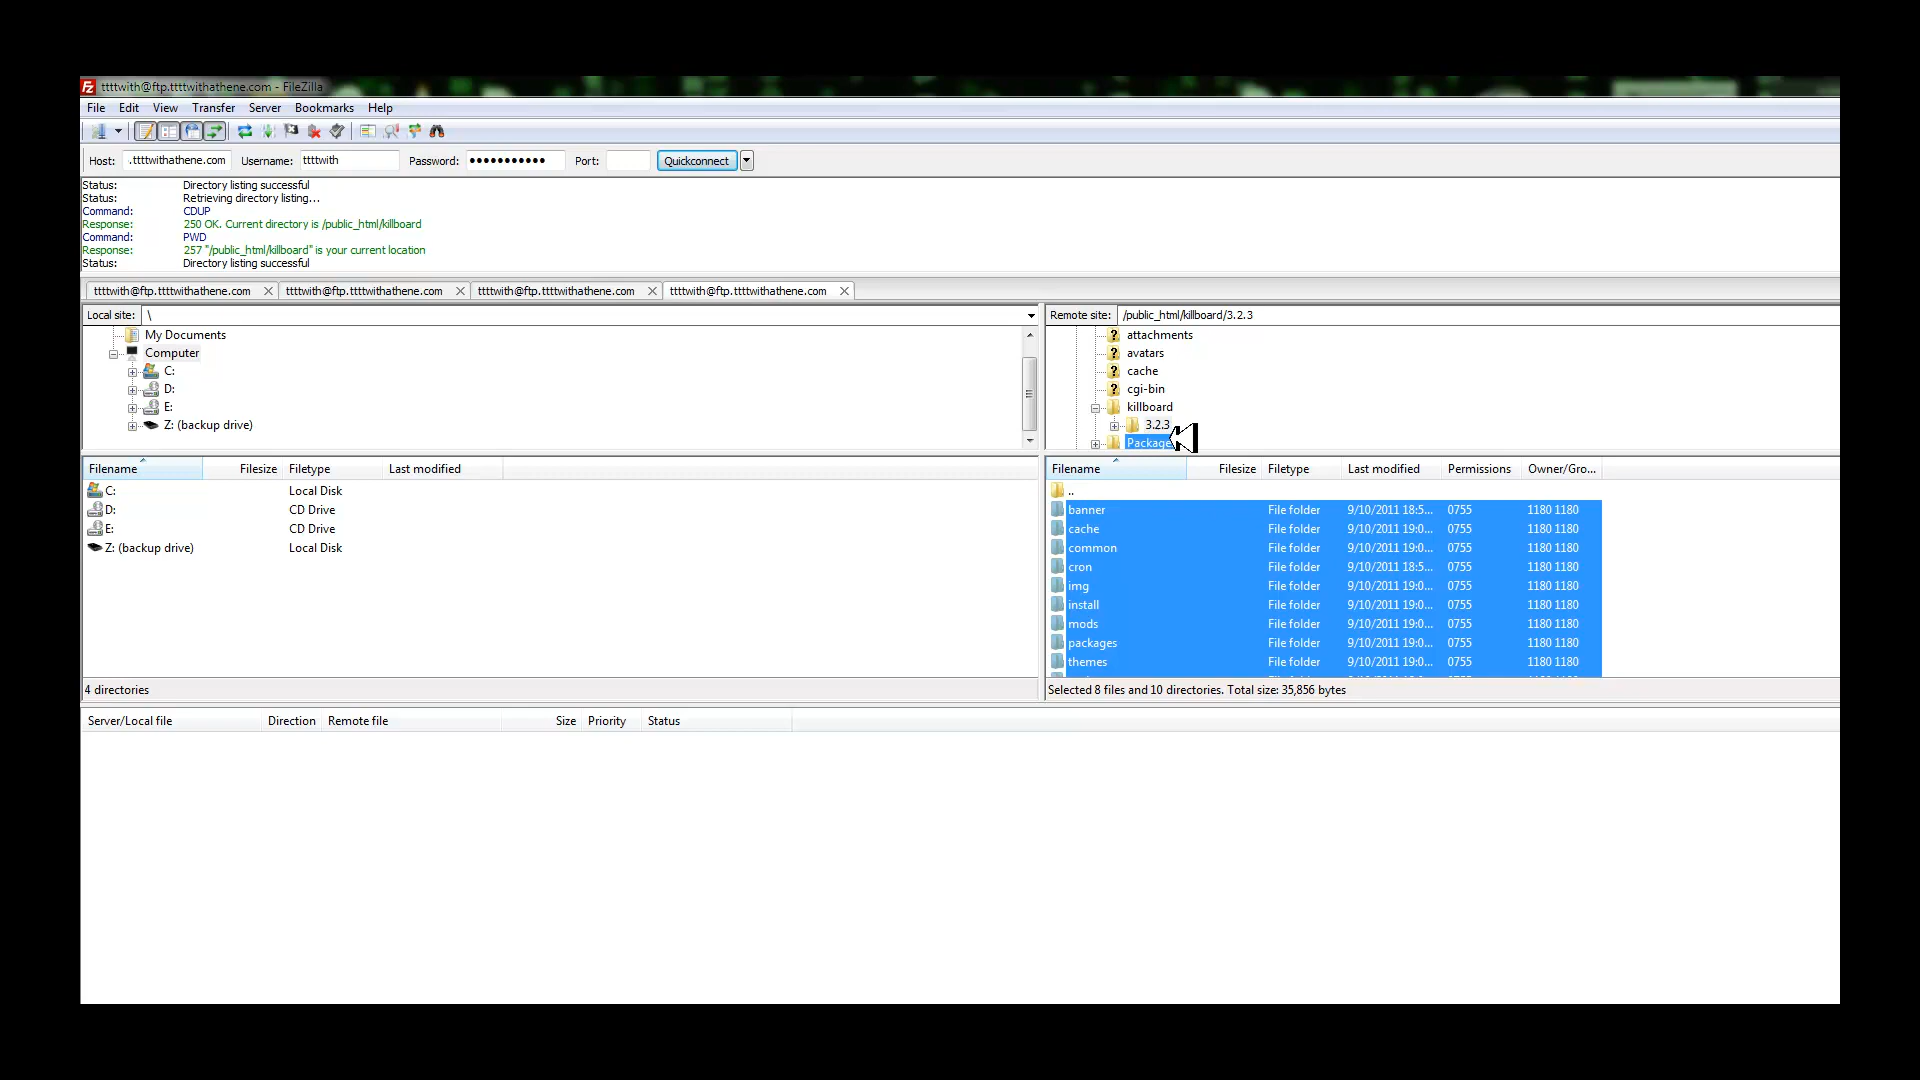 ttttwith@ftp.ttttwithathene.com - FileZilla
File Edit View Transfer Server Bookmarks Help
Host: .ttttwithathene.com Username: ttttwith Password: ●●●●●●●●●●● Port: Quickconnect
Status: Directory listing successful
Status: Retrieving directory listing...
Command: CDUP
Response: 250 OK. Current directory is /public_html/killboard
Command: PWD
Response: 257 "/public_html/killboard" is your current location
Status: Directory listing successful
ttttwith@ftp.ttttwithathene.com ttttwith@ftp.ttttwithathene.com ttttwith@ftp.ttttwithathene.com ttttwith@ftp.ttttwithathene.com
Local site: \
My Documents
Computer
C:
D:
E:
Z: (backup drive)
Filename Filesize Filetype Last modified
C: Local Disk
D: CD Drive
E: CD Drive
Z: (backup drive) Local Disk
4 directories
Remote site: /public_html/killboard/3.2.3
attachments
avatars
cache
cgi-bin
killboard
3.2.3
Package
Filename Filesize Filetype Last modified Permissions Owner/Gro...
..
banner File folder 9/10/2011 18:5... 0755 1180 1180
cache File folder 9/10/2011 19:0... 0755 1180 1180
common File folder 9/10/2011 19:0... 0755 1180 1180
cron File folder 9/10/2011 18:5... 0755 1180 1180
img File folder 9/10/2011 19:0... 0755 1180 1180
install File folder 9/10/2011 19:0... 0755 1180 1180
mods File folder 9/10/2011 19:0... 0755 1180 1180
packages File folder 9/10/2011 19:0... 0755 1180 1180
themes File folder 9/10/2011 19:0... 0755 1180 1180
Selected 8 files and 10 directories. Total size: 35,856 bytes
Server/Local file Direction Remote file Size Priority Status